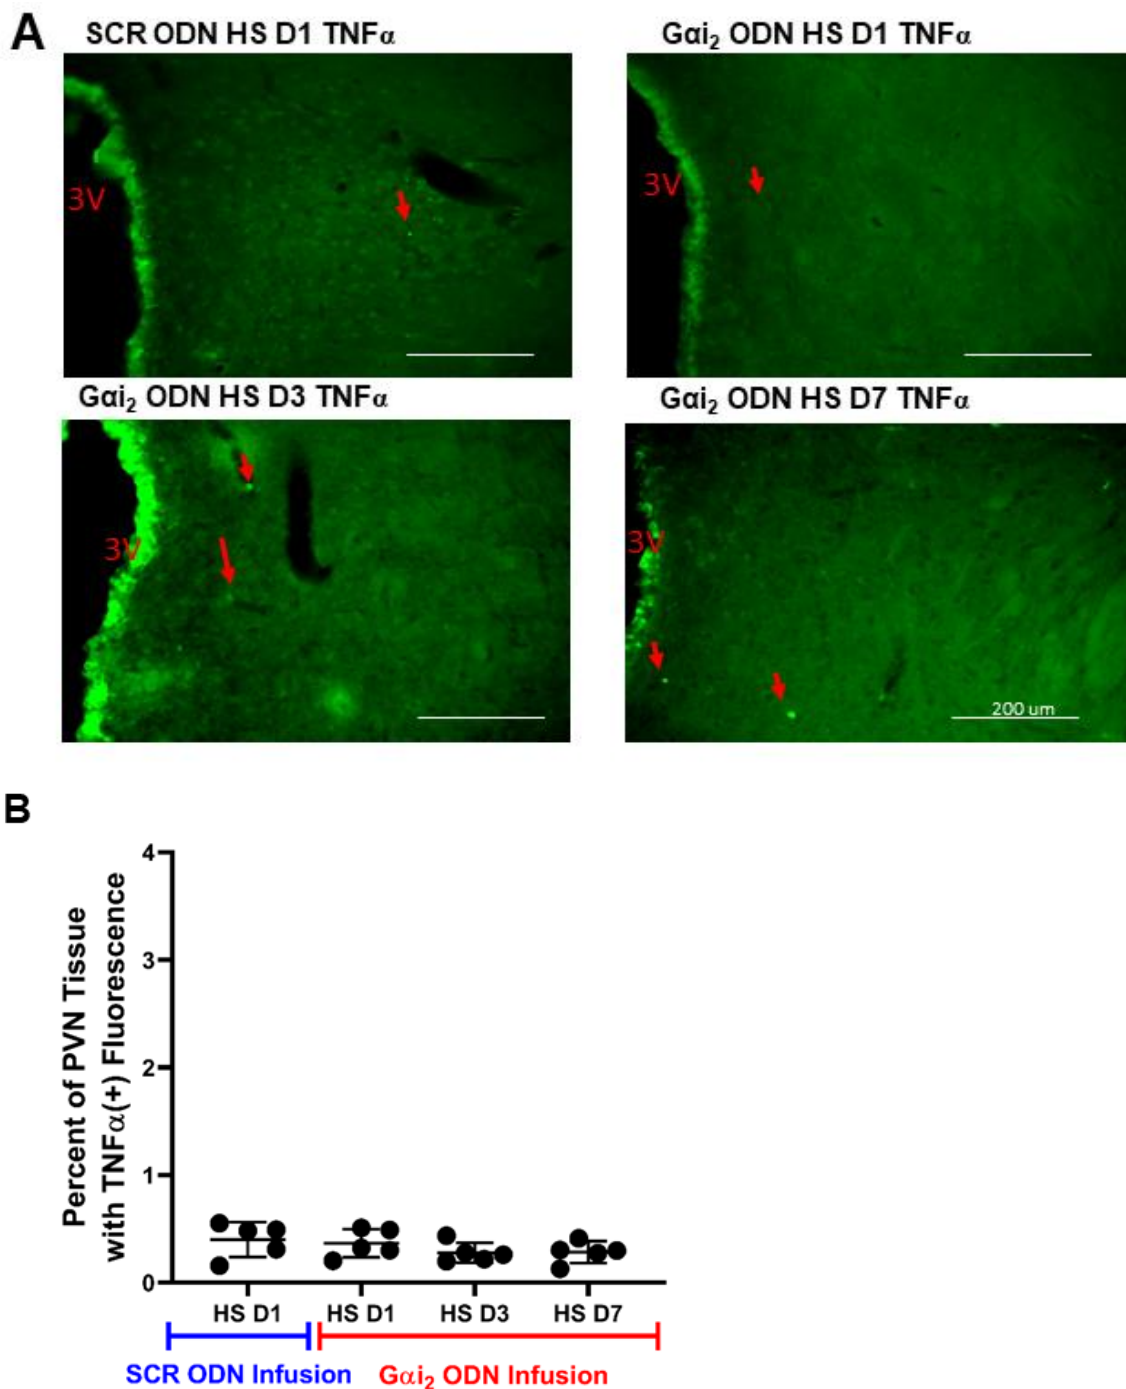 A
SCR ODN HS D1 TNFα
Gαi₂ ODN HS D1 TNFα
3V
3V
Gαi₂ ODN HS D3 TNFα
Gαi₂ ODN HS D7 TNFα
3V
3V
200 um
B
Percent of PVN Tissue
with TNFα(+) Fluorescence
4
3
2
1
0
HS D1
HS D1
HS D3
HS D7
SCR ODN Infusion
Gαi₂ ODN Infusion